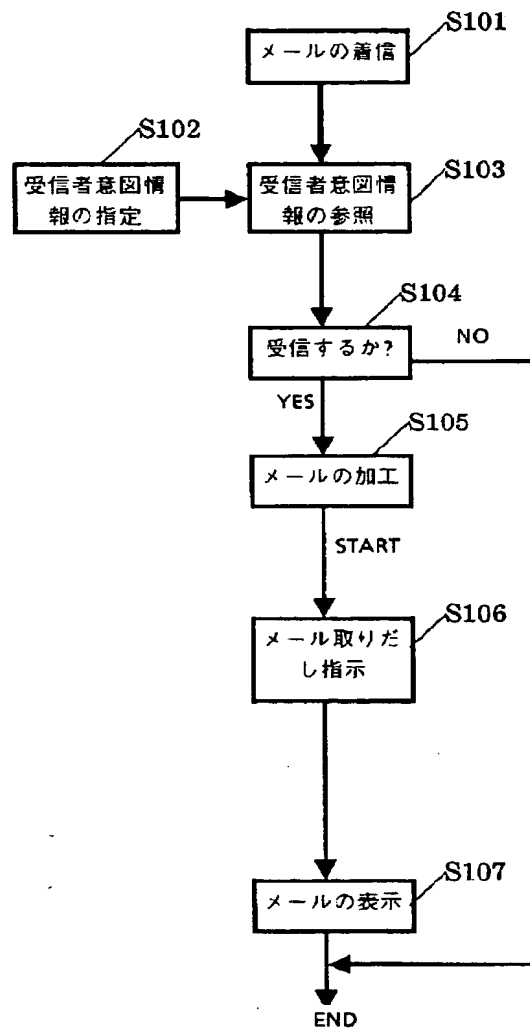 S101
メールの着信
S102
受信者意図情
報の指定
S103
受信者意図情
報の参照
S104
受信するか?
NO
YES
S105
メールの加工
START
S106
メール取りだ
し指示
S107
メールの表示
END